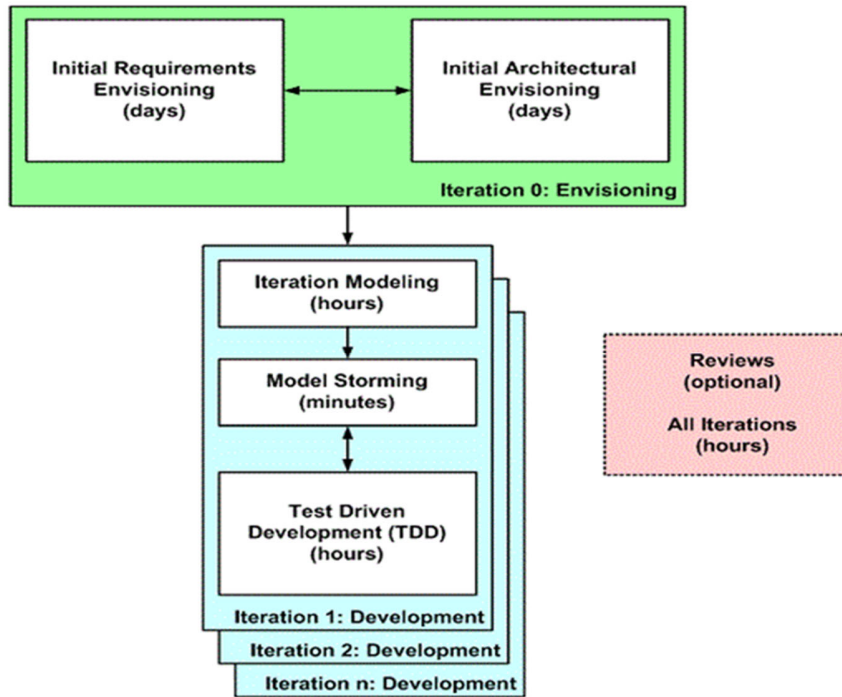 Initial Requirements
Envisioning
(days)
Initial Architectural
Envisioning
(days)
Iteration 0: Envisioning
Iteration Modeling
(hours)
Model Storming
(minutes)
Test Driven
Development (TDD)
(hours)
Iteration 1: Development
Iteration 2: Development
Iteration n: Development
Reviews
(optional)
All Iterations
(hours)